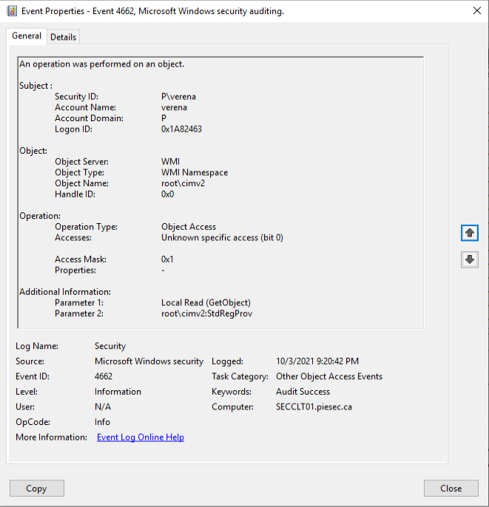 Event Properties - Event 4662, Microsoft Windows security auditing.
General Details
An operation was performed on an object.
Subject :
Security ID: P\verena
Account Name: verena
Account Domain: P
Logon ID: 0x1A82463
Object:
Object Server: WMI
Object Type: WMI Namespace
Object Name: root\cimv2
Handle ID: 0x0
Operation:
Operation Type: Object Access
Accesses: Unknown specific access (bit 0)
Access Mask: 0x1
Properties: -
Additional Information:
Parameter 1: Local Read (GetObject)
Parameter 2: root\cimv2:StdRegProv
Log Name: Security
Source: Microsoft Windows security Logged: 10/3/2021 9:20:42 PM
Event ID: 4662 Task Category: Other Object Access Events
Level: Information Keywords: Audit Success
User: N/A Computer: SECCLT01.piesec.ca
OpCode: Info
More Information: Event Log Online Help
Copy Close